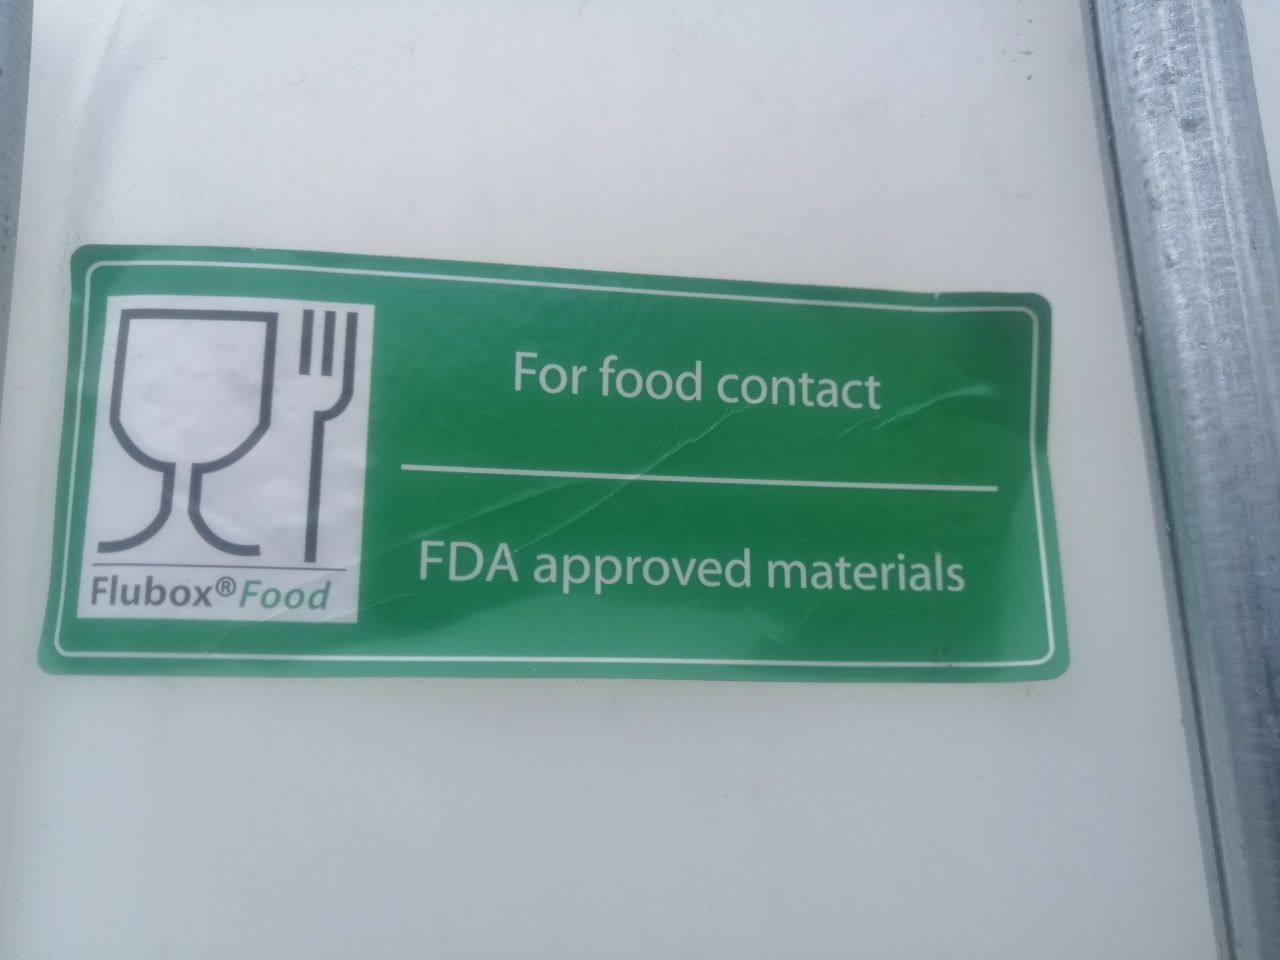 For food contact
FDA approved materials
Flubox®Food